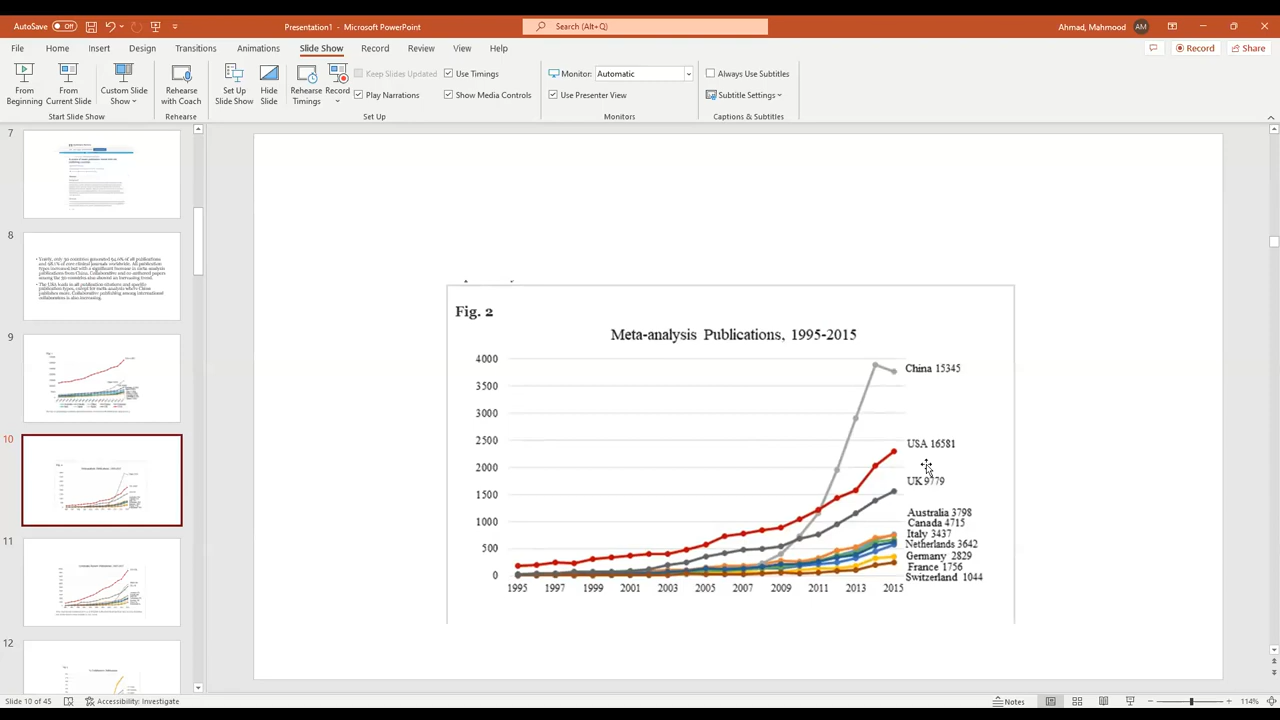 AutoSave Off Presentation1 - Microsoft PowerPoint Search (Alt+Q) Ahmad, Mahmood AM
File Home Insert Design Transitions Animations Slide Show Record Review View Help Record Share
From Beginning From Current Slide Custom Slide Show Rehearse with Coach Set Up Slide Show Hide Slide Rehearse Timings Record
Keep Slides Updated Use Timings Monitor: Automatic Always Use Subtitles
Play Narrations Show Media Controls Use Presenter View Subtitle Settings
Start Slide Show Rehearse Set Up Monitors Captions & Subtitles
7
8
9
10
11
12
Fig. 2
Meta-analysis Publications, 1995-2015
4000
3500
3000
2500
2000
1500
1000
500
0
1995 1997 1999 2001 2003 2005 2007 2009 2011 2013 2015
China 15345
USA 16581
UK 9779
Australia 3798
Canada 4715
Italy 3437
Netherlands 3642
Germany 2829
France 1756
Switzerland 1044
Slide 10 of 45 Accessibility: Investigate Notes 114%